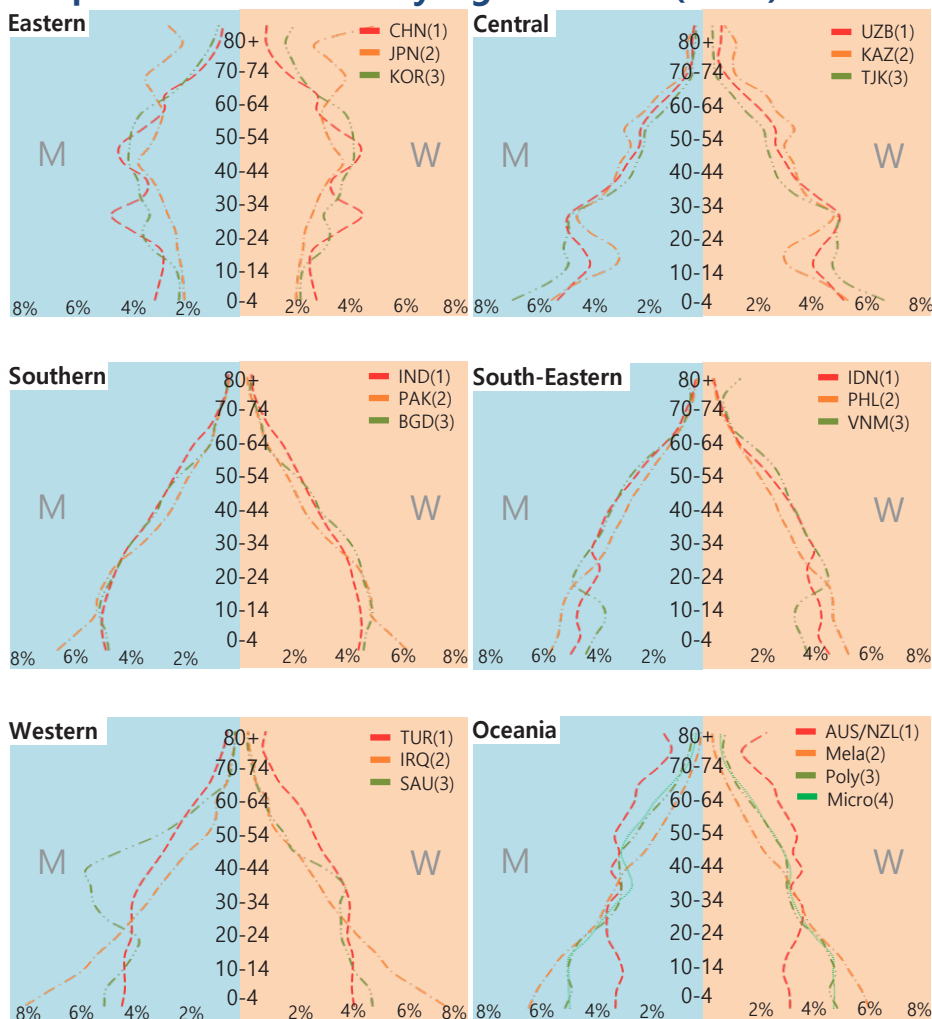 Eastern
CHN(1)
JPN(2)
KOR(3)
80+
70-74
60-64
50-54
40-44
30-34
20-24
10-14
0-4
M
W
8% 6% 4% 2% 2% 4% 6% 8%
Central
UZB(1)
KAZ(2)
TJK(3)
80+
70-74
60-64
50-54
40-44
30-34
20-24
10-14
0-4
M
W
8% 6% 4% 2% 2% 4% 6% 8%
Southern
IND(1)
PAK(2)
BGD(3)
80+
70-74
60-64
50-54
40-44
30-34
20-24
10-14
0-4
M
W
8% 6% 4% 2% 2% 4% 6% 8%
South-Eastern
IDN(1)
PHL(2)
VNM(3)
80+
70-74
60-64
50-54
40-44
30-34
20-24
10-14
0-4
M
W
8% 6% 4% 2% 2% 4% 6% 8%
Western
TUR(1)
IRQ(2)
SAU(3)
80+
70-74
60-64
50-54
40-44
30-34
20-24
10-14
0-4
M
W
8% 6% 4% 2% 2% 4% 6% 8%
Oceania
AUS/NZL(1)
Mela(2)
Poly(3)
Micro(4)
80+
70-74
60-64
50-54
40-44
30-34
20-24
10-14
0-4
M
W
8% 6% 4% 2% 2% 4% 6% 8%